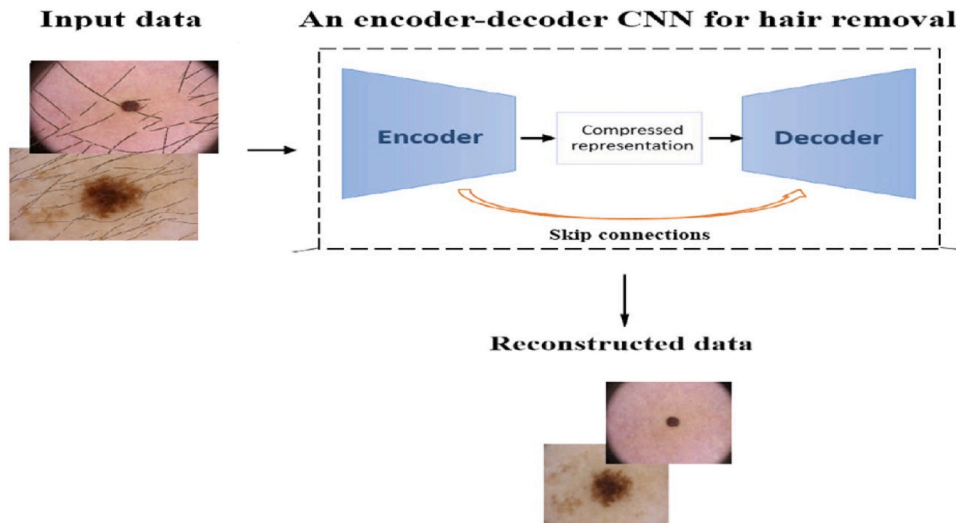 Input data
An encoder-decoder CNN for hair removal
Encoder
Compressed
representation
Decoder
Skip connections
Reconstructed data